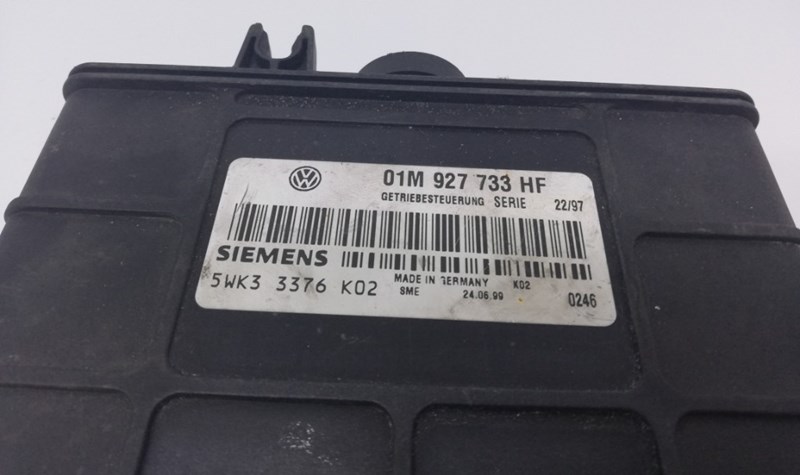 01M 927 733 HF
GETRIEBESTEUERUNG SERIE 22/97
SIEMENS
5WK3 3376 K02
MADE IN GERMANY K02
SME 24.06.99 0246